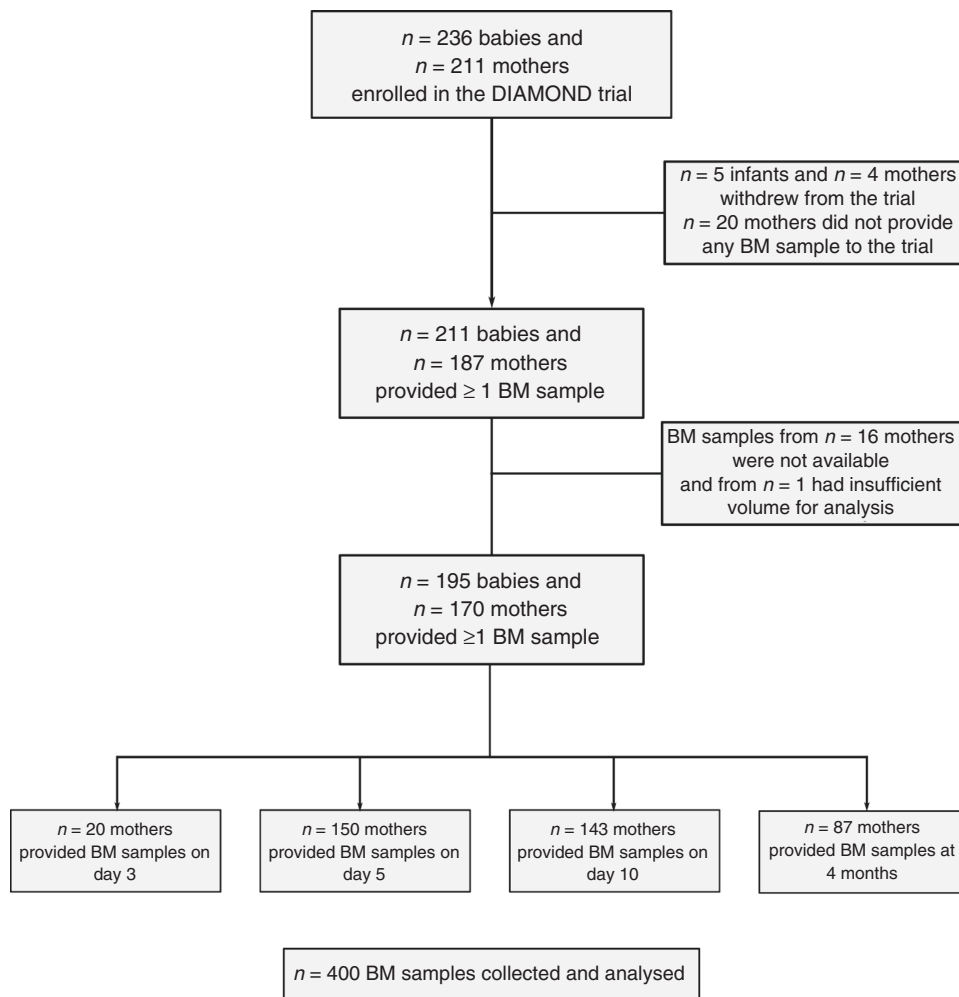 n = 236 babies and
n = 211 mothers
enrolled in the DIAMOND trial
n = 5 infants and n = 4 mothers
withdrew from the trial
n = 20 mothers did not provide
any BM sample to the trial
n = 211 babies and
n = 187 mothers
provided ≥ 1 BM sample
BM samples from n = 16 mothers
were not available
and from n = 1 had insufficient
volume for analysis
n = 195 babies and
n = 170 mothers
provided ≥1 BM sample
n = 20 mothers
provided BM samples on
day 3
n = 150 mothers
provided BM samples on
day 5
n = 143 mothers
provided BM samples on
day 10
n = 87 mothers
provided BM samples at
4 months
n = 400 BM samples collected and analysed